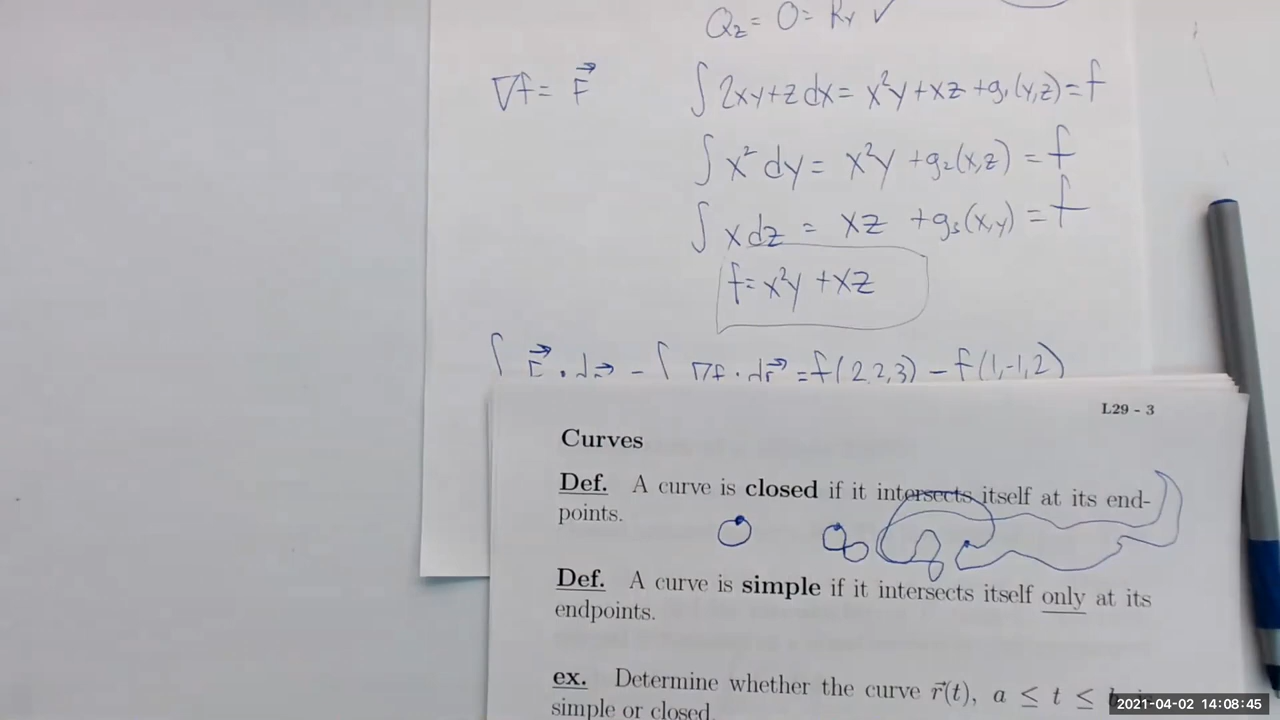 Q_z = 0 = R_y ✓
∇f = F⃗ ∫ 2xy+z dx = x²y + xz + g₁(y,z) = f
∫ x² dy = x²y + g₂(x,z) = f
∫ x dz = xz + g₃(x,y) = f
f = x²y + xz
∫ F⃗ · dr⃗ = ∫ ∇f · dr⃗ = f(2,2,3) − f(1,-1,2)
L29 - 3
Curves
Def. A curve is closed if it intersects itself at its end-
points.
Def. A curve is simple if it intersects itself only at its
endpoints.
ex. Determine whether the curve r⃗(t), a ≤ t ≤ b is
simple or closed.
2021-04-02 14:08:45